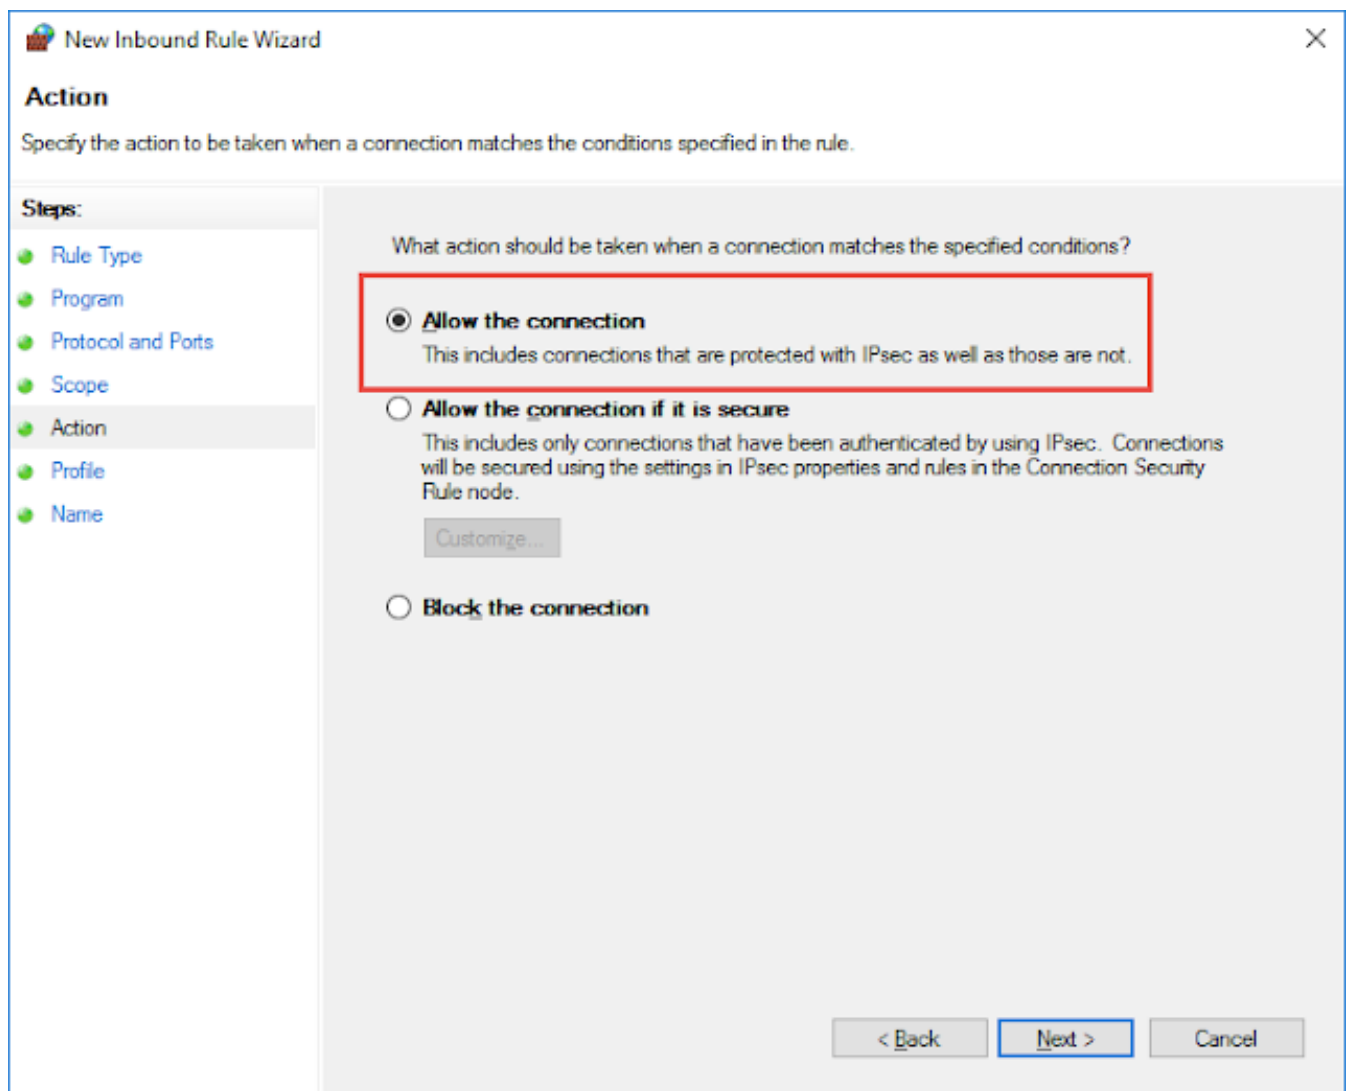 New Inbound Rule Wizard
Action
Specify the action to be taken when a connection matches the conditions specified in the rule.
Steps:
Rule Type
Program
Protocol and Ports
Scope
Action
Profile
Name
What action should be taken when a connection matches the specified conditions?
Allow the connection
This includes connections that are protected with IPsec as well as those are not.
Allow the connection if it is secure
This includes only connections that have been authenticated by using IPsec. Connections
will be secured using the settings in IPsec properties and rules in the Connection Security
Rule node.
Customize...
Block the connection
< Back
Next >
Cancel